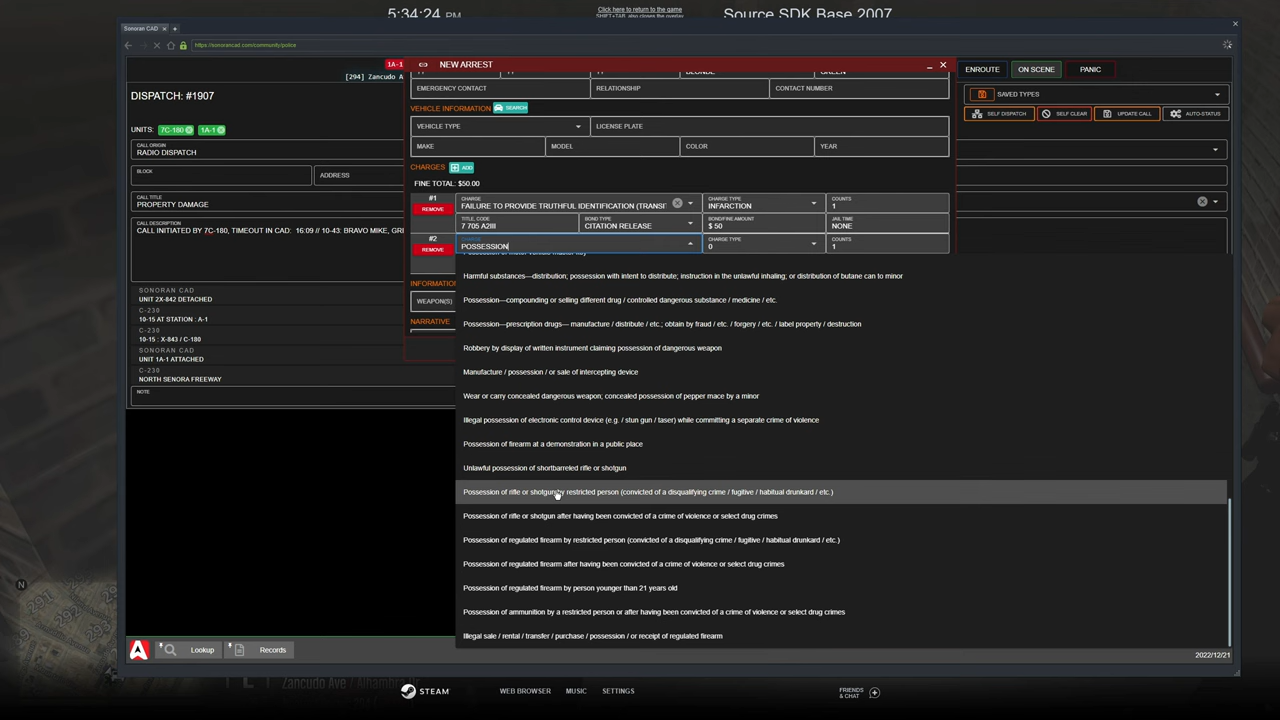 5:34:24 PM
Click here to return to the game
SHIFT+TAB also closes the overlay
Source SDK Base 2007
Sonoran CAD
https://sonorancad.com/community/police
1A-1
[294] Zancudo A
NEW ARREST
ENROUTE
ON SCENE
PANIC
DISPATCH: #1907
SAVED TYPES
SELF DISPATCH
SELF CLEAR
UPDATE CALL
AUTO-STATUS
UNITS:
7C-180
1A-1
CALL ORIGIN
RADIO DISPATCH
BLOCK
ADDRESS
CALL TITLE
PROPERTY DAMAGE
CALL DESCRIPTION
CALL INITIATED BY 7C-180, TIMEOUT IN CAD: 16:09 // 10-43: BRAVO MIKE, GRE
SONORAN CAD
UNIT 2X-842 DETACHED
C-230
10-15 AT STATION : A-1
C-230
10-15 : X-843 / C-180
SONORAN CAD
UNIT 1A-1 ATTACHED
C-230
NORTH SENORA FREEWAY
NOTE
BLONDE
GREEN
EMERGENCY CONTACT
RELATIONSHIP
CONTACT NUMBER
VEHICLE INFORMATION
SEARCH
VEHICLE TYPE
LICENSE PLATE
MAKE
MODEL
COLOR
YEAR
CHARGES
ADD
FINE TOTAL: $50.00
#1
REMOVE
CHARGE
FAILURE TO PROVIDE TRUTHFUL IDENTIFICATION (TRANSIT
CHARGE TYPE
INFARCTION
COUNTS
1
TITLE, CODE
7 705 A2III
BOND TYPE
CITATION RELEASE
BOND/FINE AMOUNT
$ 50
JAIL TIME
NONE
#2
REMOVE
CHARGE
POSSESSION
CHARGE TYPE
0
COUNTS
1
INFORMATION
WEAPON(S)
NARRATIVE
Possession of motor vehicle master key
Harmful substances—distribution; possession with intent to distribute; instruction in the unlawful inhaling; or distribution of butane can to minor
Possession—compounding or selling different drug / controlled dangerous substance / medicine / etc.
Possession—prescription drugs— manufacture / distribute / etc.; obtain by fraud / etc. / forgery / etc. / label property / destruction
Robbery by display of written instrument claiming possession of dangerous weapon
Manufacture / possession / or sale of intercepting device
Wear or carry concealed dangerous weapon; concealed possession of pepper mace by a minor
Illegal possession of electronic control device (e.g. / stun gun / taser) while committing a separate crime of violence
Possession of firearm at a demonstration in a public place
Unlawful possession of shortbarreled rifle or shotgun
Possession of rifle or shotgun by restricted person (convicted of a disqualifying crime / fugitive / habitual drunkard / etc.)
Possession of rifle or shotgun after having been convicted of a crime of violence or select drug crimes
Possession of regulated firearm by restricted person (convicted of a disqualifying crime / fugitive / habitual drunkard / etc.)
Possession of regulated firearm after having been convicted of a crime of violence or select drug crimes
Possession of regulated firearm by person younger than 21 years old
Possession of ammunition by a restricted person or after having been convicted of a crime of violence or select drug crimes
Illegal sale / rental / transfer / purchase / possession / or receipt of regulated firearm
N
Lookup
Records
2022/12/21
Zancudo Ave / Alhambra Dr
STEAM
WEB BROWSER
MUSIC
SETTINGS
FRIENDS
& CHAT